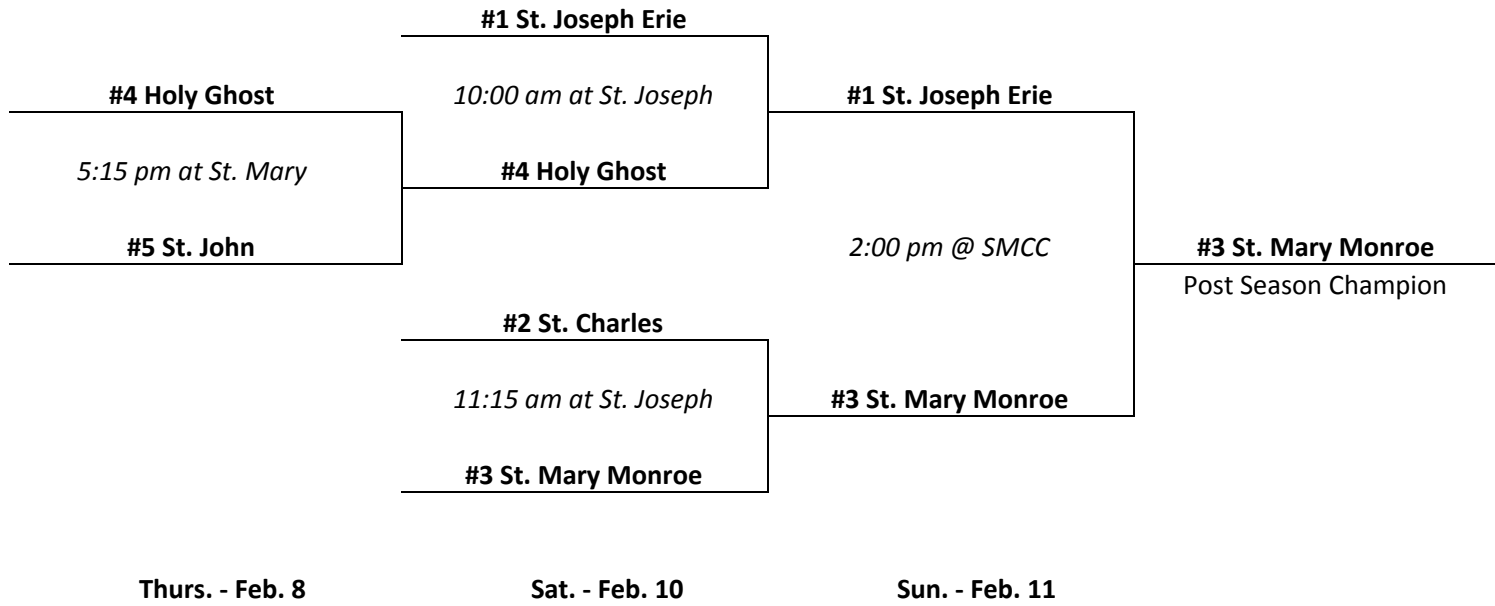 #1 St. Joseph Erie
#4 Holy Ghost
10:00 am at St. Joseph
#1 St. Joseph Erie
5:15 pm at St. Mary
#4 Holy Ghost
#5 St. John
2:00 pm @ SMCC
#3 St. Mary Monroe
Post Season Champion
#2 St. Charles
11:15 am at St. Joseph
#3 St. Mary Monroe
#3 St. Mary Monroe
Thurs. - Feb. 8
Sat. - Feb. 10
Sun. - Feb. 11